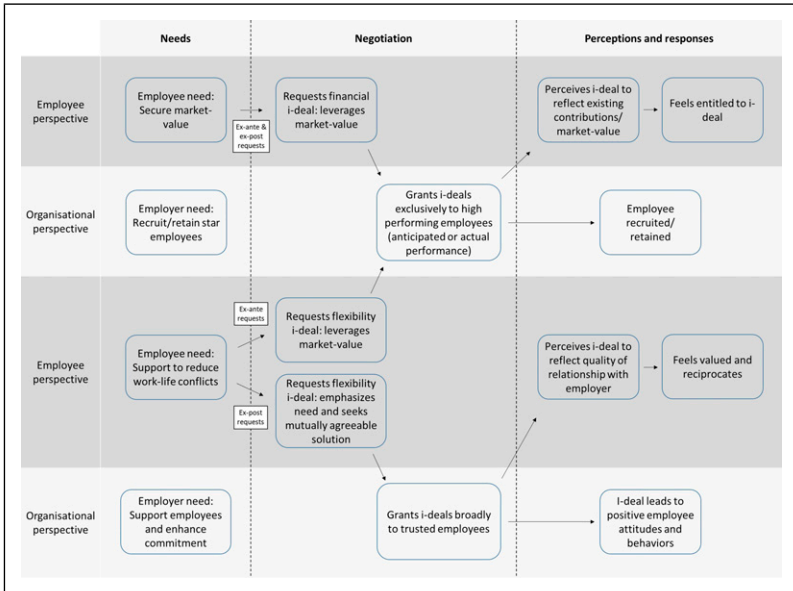 Needs
Negotiation
Perceptions and responses
Employee
perspective
Employee need:
Secure market-
value
Ex-ante &
ex-post
requests
Requests financial
i-deal: leverages
market-value
Perceives i-deal to
reflect existing
contributions/
market-value
Feels entitled to i-
deal
Organisational
perspective
Employer need:
Recruit/retain star
employees
Grants i-deals
exclusively to high
performing employees
(anticipated or actual
performance)
Employee
recruited/
retained
Employee
perspective
Employee need:
Support to reduce
work-life conflicts
Ex-ante
requests
Requests flexibility
i-deal: leverages
market-value
Ex-post
requests
Requests flexibility
i-deal: emphasizes
need and seeks
mutually agreeable
solution
Perceives i-deal to
reflect quality of
relationship with
employer
Feels valued and
reciprocates
Organisational
perspective
Employer need:
Support employees
and enhance
commitment
Grants i-deals broadly
to trusted employees
I-deal leads to
positive employee
attitudes and
behaviors